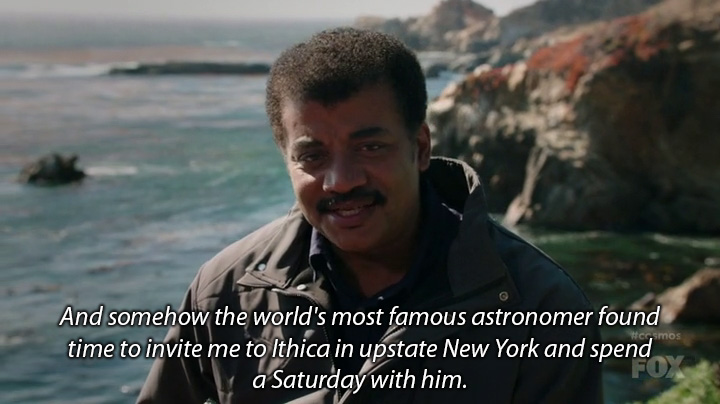 And somehow the world's most famous astronomer found
time to invite me to Ithica in upstate New York and spend
a Saturday with him.
#cosmos
FOX